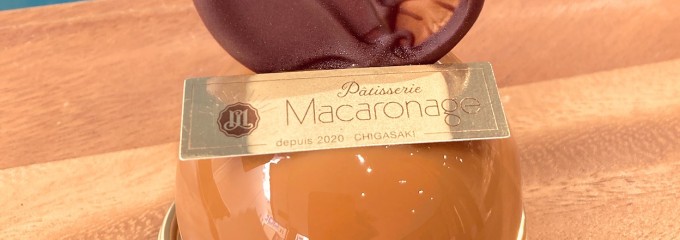 Pâtisserie
Macaronage
depuis 2020 CHIGASAKI